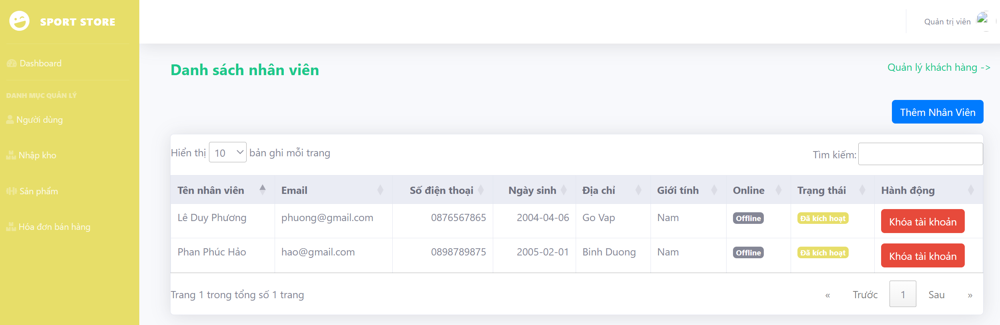 SPORT STORE
Quản trị viên
Dashboard
DANH MỤC QUẢN LÝ
Người dùng
Nhập kho
Sản phẩm
Hóa đơn bán hàng
Danh sách nhân viên
Quản lý khách hàng ->
Thêm Nhân Viên
Hiển thị 10 bản ghi mỗi trang
Tìm kiếm:
Tên nhân viên Email Số điện thoại Ngày sinh Địa chỉ Giới tính Online Trạng thái Hành động
Lê Duy Phương phuong@gmail.com 0876567865 2004-04-06 Go Vap Nam Offline Đã kích hoạt Khóa tài khoản
Phan Phúc Hảo hao@gmail.com 0898789875 2005-02-01 Binh Duong Nam Offline Đã kích hoạt Khóa tài khoản
Trang 1 trong tổng số 1 trang
« Trước 1 Sau »